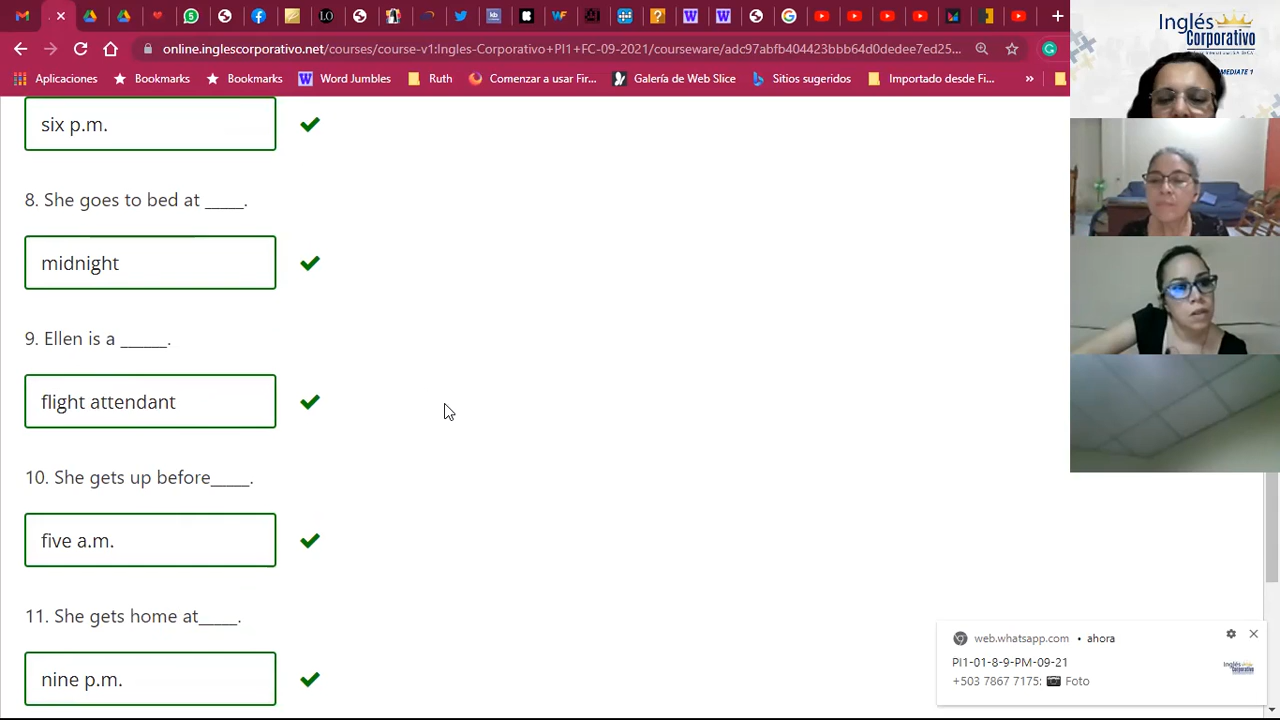 online.inglescorporativo.net/courses/course-v1:Ingles-Corporativo+PI1+FC-09-2021/courseware/adc97abfb404423bbb64d0dedee7ed25...
Aplicaciones Bookmarks Bookmarks Word Jumbles Ruth Comenzar a usar Fir... Galería de Web Slice Sitios sugeridos Importado desde Fi... »
Inglés
Corporativo
six p.m.
8. She goes to bed at _____.
midnight
9. Ellen is a ______.
flight attendant
10. She gets up before_____.
five a.m.
11. She gets home at_____.
nine p.m.
web.whatsapp.com • ahora
PI1-01-8-9-PM-09-21
+503 7867 7175: Foto